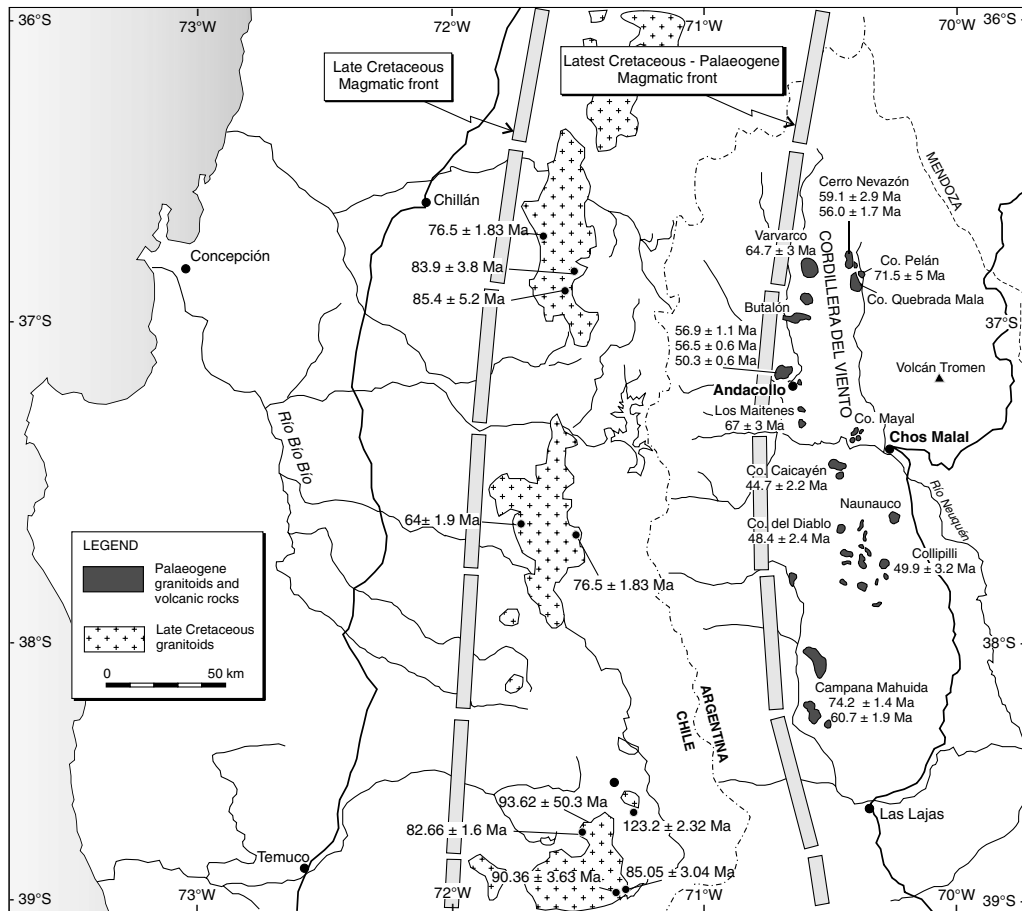 36°S
73°W
72°W
71°W
70°W
36°S
Late Cretaceous
Magmatic front
Latest Cretaceous - Palaeogene
Magmatic front
MENDOZA
Cerro Nevazón
59.1 ± 2.9 Ma
56.0 ± 1.7 Ma
Chillán
76.5 ± 1.83 Ma
Varvarco
64.7 ± 3 Ma
CORDILLERA DEL VIENTO
Concepción
83.9 ± 3.8 Ma
Co. Pelán
71.5 ± 5 Ma
85.4 ± 5.2 Ma
Co. Quebrada Mala
Butalón
37°S
37°S
56.9 ± 1.1 Ma
56.5 ± 0.6 Ma
50.3 ± 0.6 Ma
Volcán Tromen
Andacollo
Los Maitenes
67 ± 3 Ma
Co. Mayal
Chos Malal
Río Bío Bío
Co. Caicayén
44.7 ± 2.2 Ma
Río Neuquén
Naunauco
64± 1.9 Ma
Co. del Diablo
48.4 ± 2.4 Ma
Collipilli
49.9 ± 3.2 Ma
76.5 ± 1.83 Ma
LEGEND
Palaeogene
granitoids and
volcanic rocks
Late Cretaceous
granitoids
0
50 km
38°S
38°S
ARGENTINA
CHILE
Campana Mahuida
74.2 ± 1.4 Ma
60.7 ± 1.9 Ma
93.62 ± 50.3 Ma
82.66 ± 1.6 Ma
123.2 ± 2.32 Ma
Las Lajas
Temuco
90.36 ± 3.63 Ma
85.05 ± 3.04 Ma
39°S
73°W
72°W
71°W
70°W
39°S